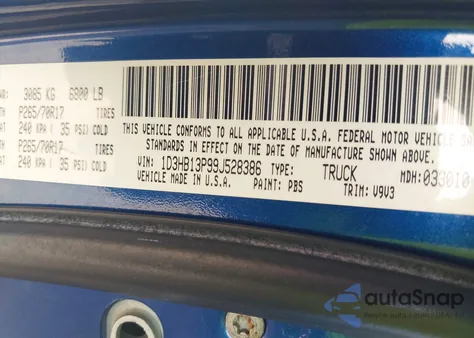 3085 KG 6800 LB
P265/70R17 TIRES
240 KPA ( 35 PSI) COLD
P265/70R17 TIRES
240 KPA ( 35 PSI) COLD
THIS VEHICLE CONFORMS TO ALL APPLICABLE U.S.A. FEDERAL MOTOR VEHICLE
STANDARDS IN EFFECT ON THE DATE OF MANUFACTURE SHOWN ABOVE.
VIN: 1D3HB13P99J528386 TYPE: TRUCK MDH: 033010
VEHICLE MADE IN U.S.A. PAINT: PBS TRIM: V9V3
autoSnap